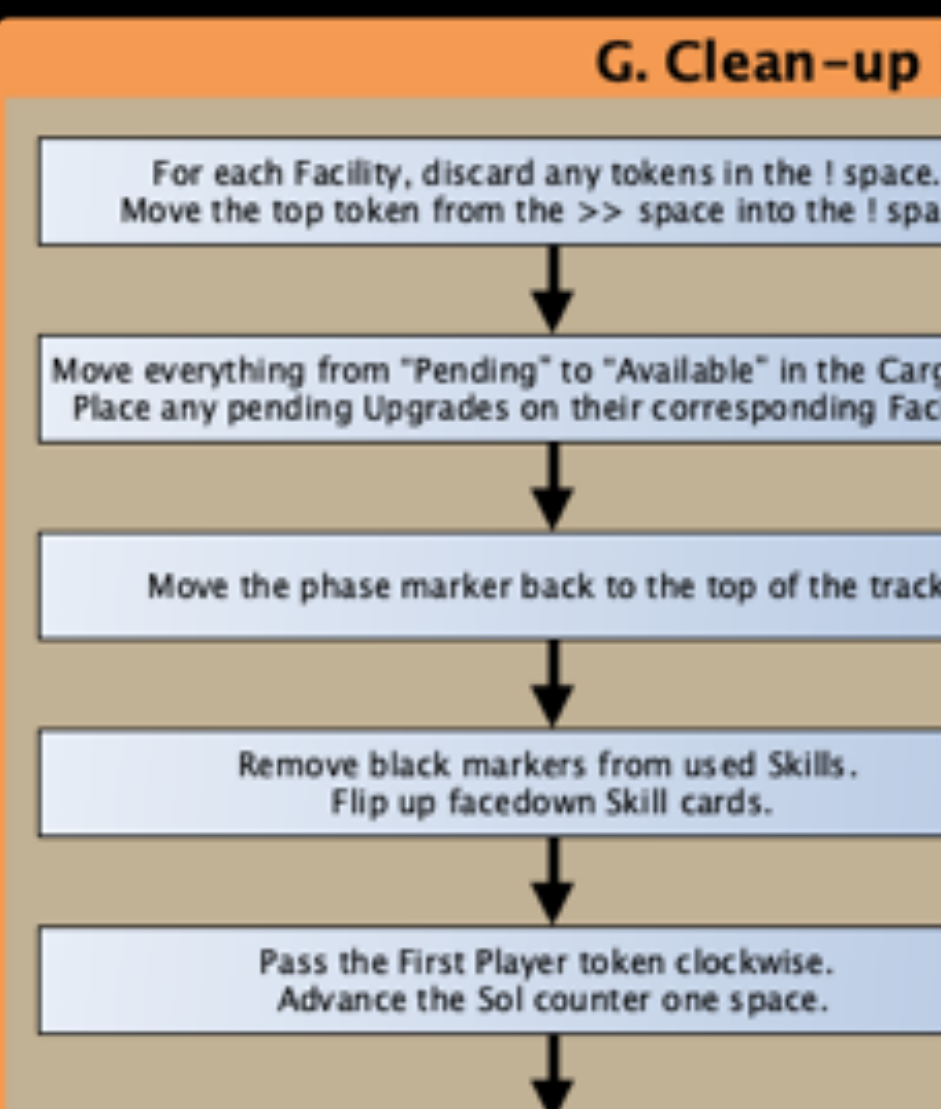 G. Clean-up
For each Facility, discard any tokens in the ! space.
Move the top token from the >> space into the ! spa
Move everything from "Pending" to "Available" in the Carg
Place any pending Upgrades on their corresponding Fac
Move the phase marker back to the top of the track
Remove black markers from used Skills.
Flip up facedown Skill cards.
Pass the First Player token clockwise.
Advance the Sol counter one space.